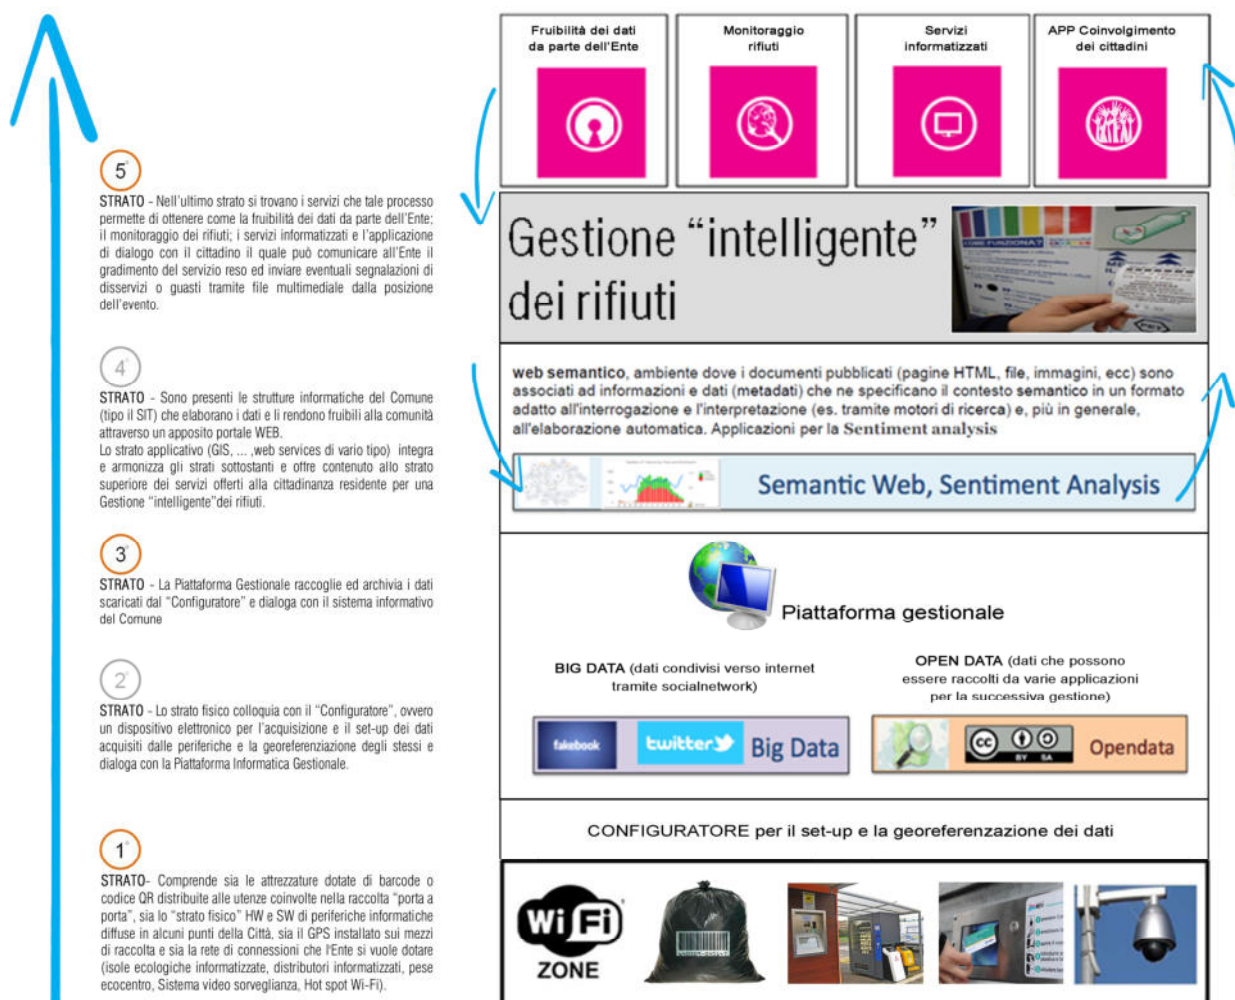 5°
STRATO - Nell'ultimo strato si trovano i servizi che tale processo
permette di ottenere come la fruibilità dei dati da parte dell'Ente;
il monitoraggio dei rifiuti; i servizi informatizzati e l'applicazione
di dialogo con il cittadino il quale può comunicare all'Ente il
gradimento del servizio reso ed inviare eventuali segnalazioni di
disservizi o guasti tramite file multimediale dalla posizione
dell'evento.
4°
STRATO - Sono presenti le strutture informatiche del Comune
(tipo il SIT) che elaborano i dati e li rendono fruibili alla comunità
attraverso un apposito portale WEB.
Lo strato applicativo (GIS, ... ,web services di vario tipo) integra
e armonizza gli strati sottostanti e offre contenuto allo strato
superiore dei servizi offerti alla cittadinanza residente per una
Gestione "intelligente"dei rifiuti.
3°
STRATO - La Piattaforma Gestionale raccoglie ed archivia i dati
scaricati dal "Configuratore" e dialoga con il sistema informativo
del Comune
2°
STRATO - Lo strato fisico colloquia con il "Configuratore", ovvero
un dispositivo elettronico per l'acquisizione e il set-up dei dati
acquisiti dalle periferiche e la georeferenziazione degli stessi e
dialoga con la Piattaforma Informatica Gestionale.
1°
STRATO- Comprende sia le attrezzature dotate di barcode o
codice QR distribuite alle utenze coinvolte nella raccolta "porta a
porta", sia lo "strato fisico" HW e SW di periferiche informatiche
diffuse in alcuni punti della Città, sia il GPS installato sui mezzi
di raccolta e sia la rete di connessioni che l'Ente si vuole dotare
(isole ecologiche informatizzate, distributori informatizzati, pese
ecocentro, Sistema video sorveglianza, Hot spot Wi-Fi).
Fruibilità dei dati
da parte dell'Ente
Monitoraggio
rifiuti
Servizi
informatizzati
APP Coinvolgimento
dei cittadini
Gestione "intelligente"
dei rifiuti
COME FUNZIONA?
web semantico, ambiente dove i documenti pubblicati (pagine HTML, file, immagini, ecc) sono
associati ad informazioni e dati (metadati) che ne specificano il contesto semantico in un formato
adatto all'interrogazione e l'interpretazione (es. tramite motori di ricerca) e, più in generale,
all'elaborazione automatica. Applicazioni per la Sentiment analysis
Semantic Web, Sentiment Analysis
Piattaforma gestionale
BIG DATA (dati condivisi verso internet
tramite socialnetwork)
OPEN DATA (dati che possono
essere raccolti da varie applicazioni
per la successiva gestione)
fakebook
twitter
Big Data
cc
BY SA
Opendata
CONFIGURATORE per il set-up e la georeferenzazione dei dati
Wi Fi
ZONE